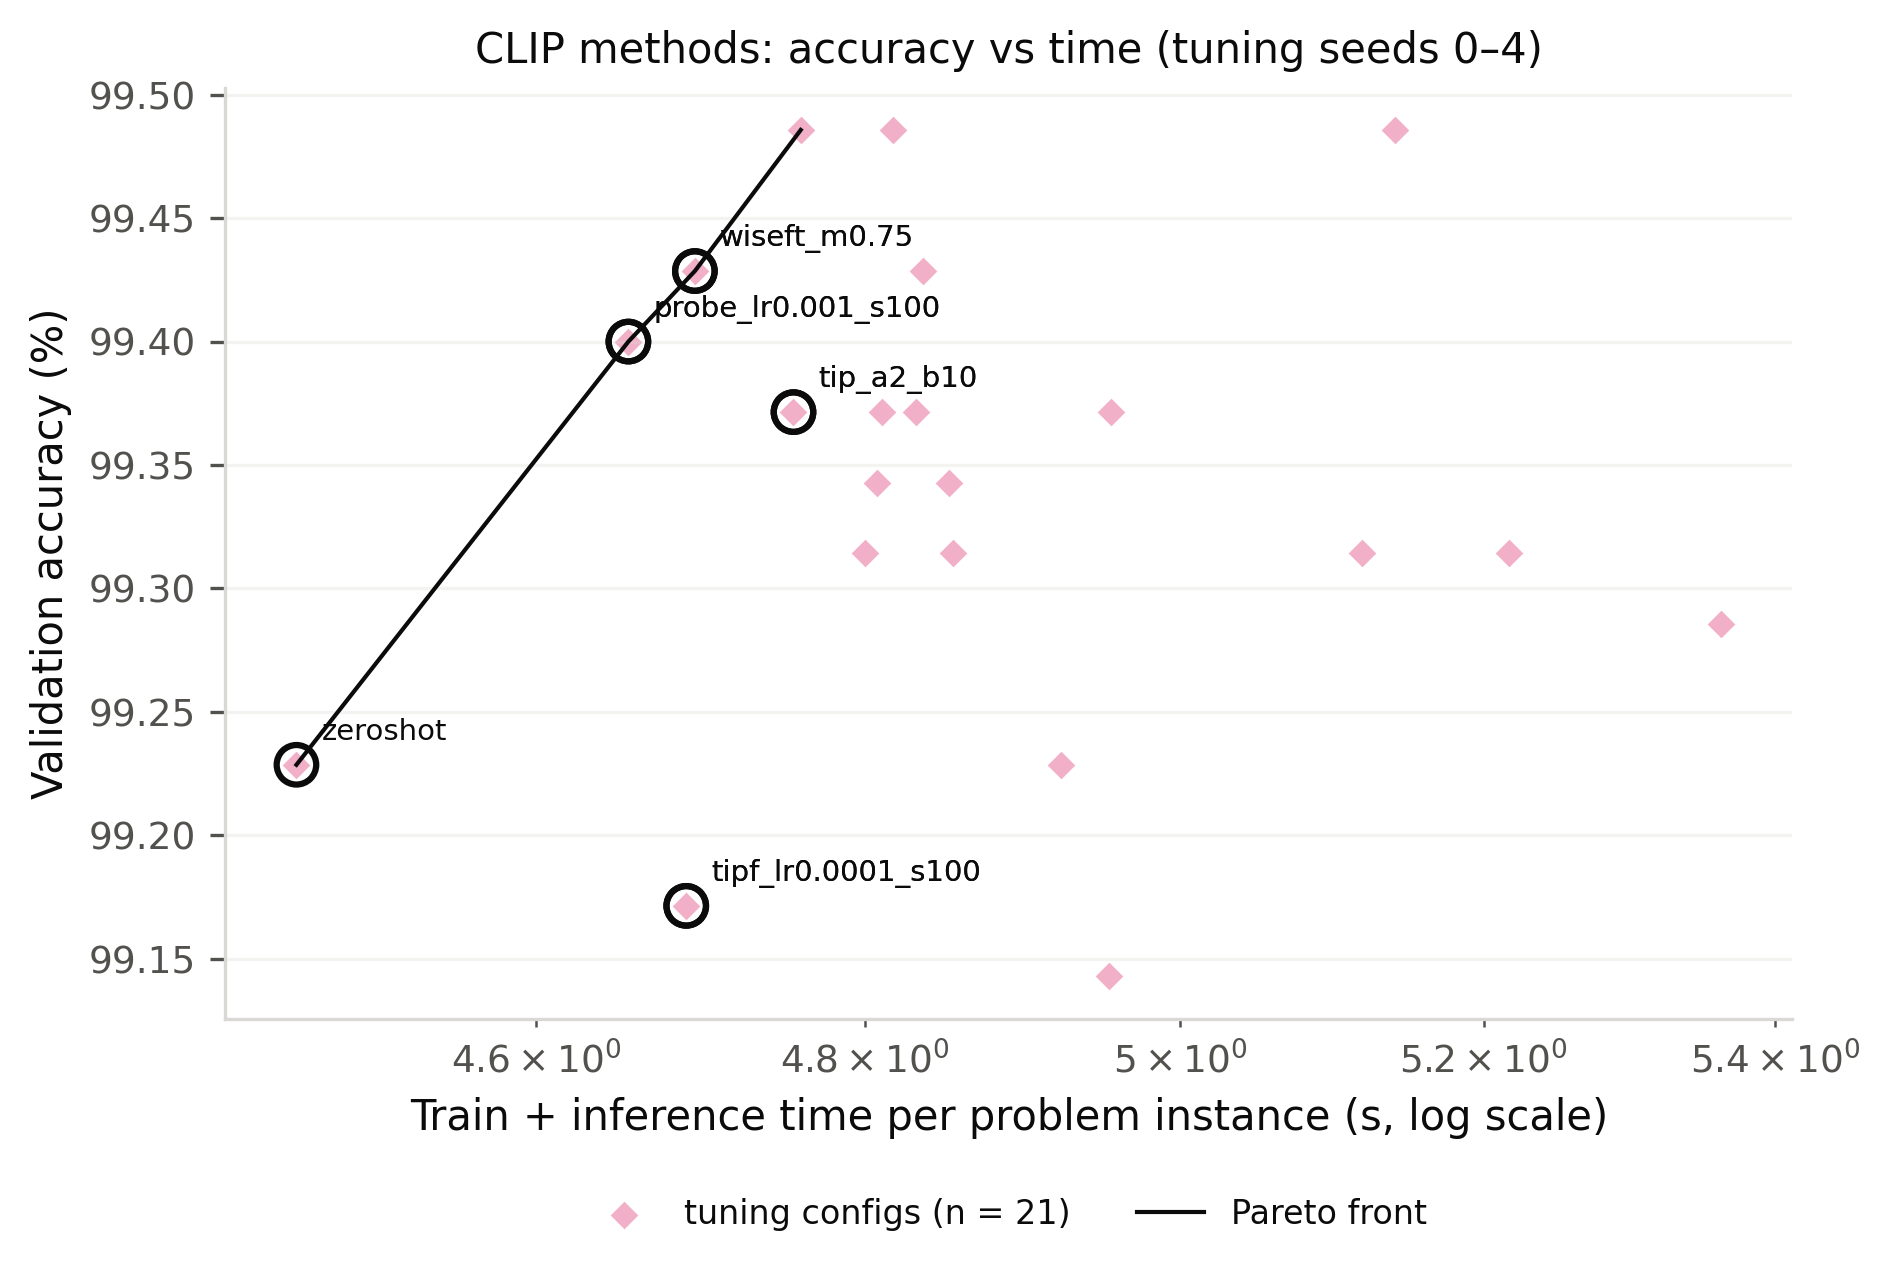 CLIP methods: accuracy vs time (tuning seeds 0–4)
Validation accuracy (%)
99.50
99.45
99.40
99.35
99.30
99.25
99.20
99.15
wiseft_m0.75
probe_lr0.001_s100
tip_a2_b10
zeroshot
tipf_lr0.0001_s100
4.6 × 10⁰
4.8 × 10⁰
5 × 10⁰
5.2 × 10⁰
5.4 × 10⁰
Train + inference time per problem instance (s, log scale)
tuning configs (n = 21)
Pareto front